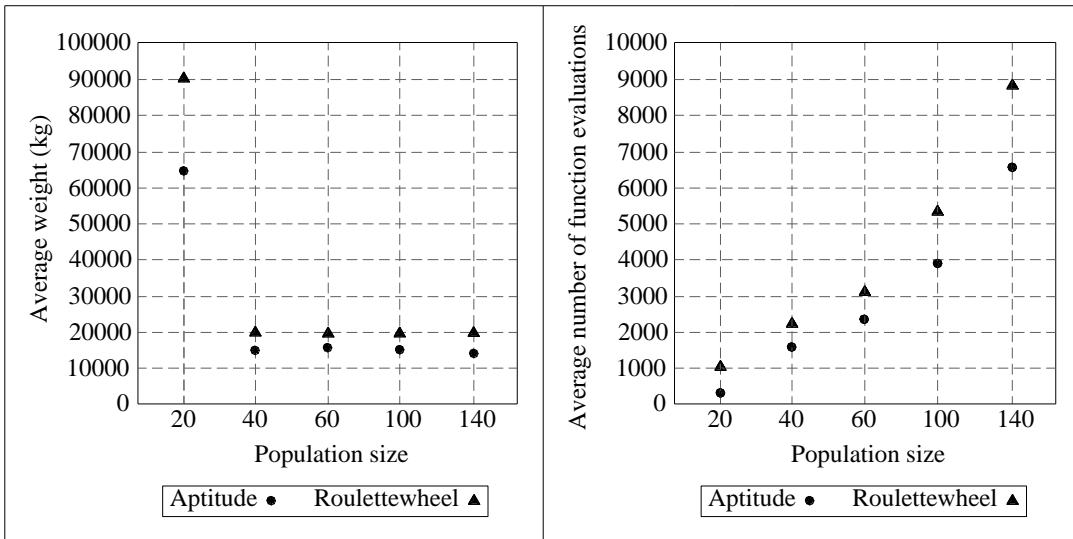 Average weight (kg)
100000
90000
80000
70000
60000
50000
40000
30000
20000
10000
0
20 40 60 100 140
Population size
Aptitude Roulettewheel
Average number of function evaluations
10000
9000
8000
7000
6000
5000
4000
3000
2000
1000
0
20 40 60 100 140
Population size
Aptitude Roulettewheel